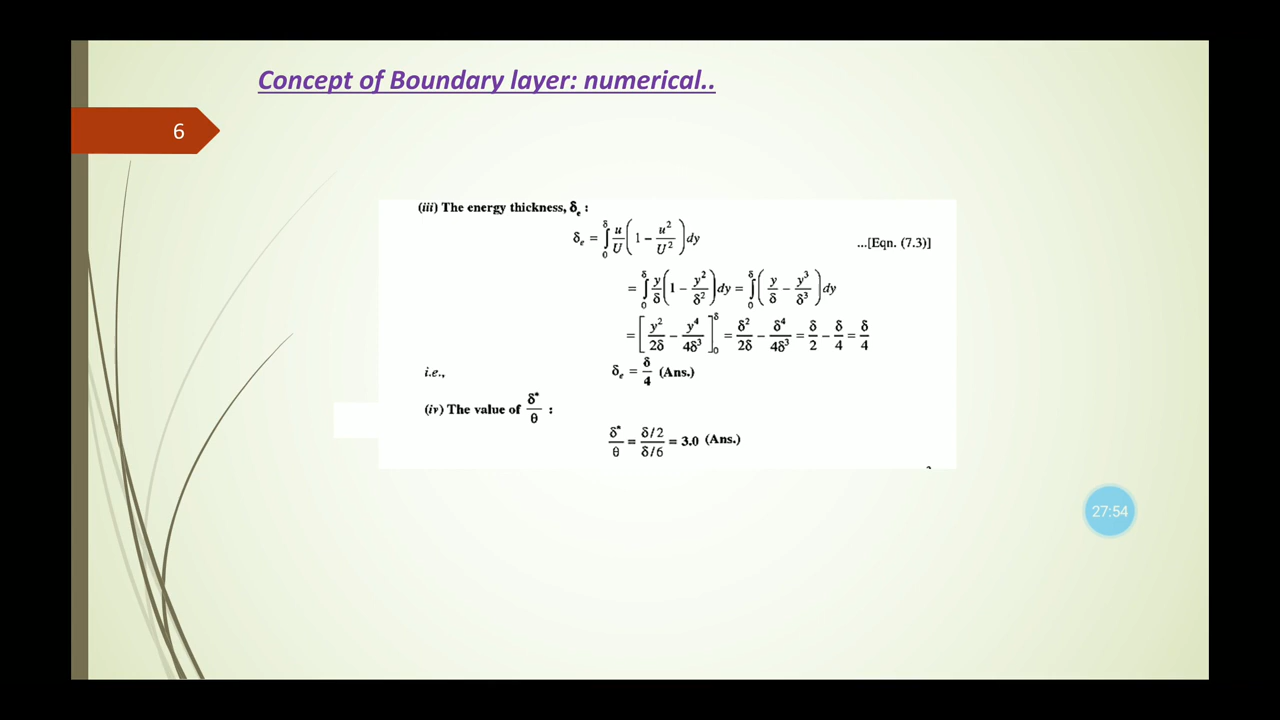 Concept of Boundary layer: numerical..
6
(iii) The energy thickness, δₑ :
δₑ = ∫₀^δ u/U (1 − u²/U²) dy ...[Eqn. (7.3)]
= ∫₀^δ y/δ (1 − y²/δ²) dy = ∫₀^δ (y/δ − y³/δ³) dy
= [y²/2δ − y⁴/4δ³]₀^δ = δ²/2δ − δ⁴/4δ³ = δ/2 − δ/4 = δ/4
i.e., δₑ = δ/4 (Ans.)
(iv) The value of δ*/θ :
δ*/θ = δ/2 / δ/6 = 3.0 (Ans.)
27:54